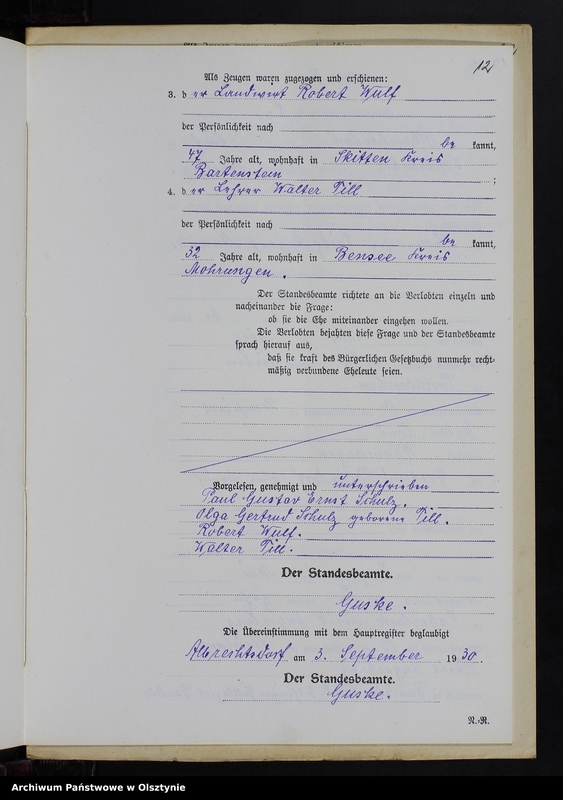 12
Als Zeugen waren zugezogen und erschienen:
3. d er Landwirt Robert Wulf
der Persönlichkeit nach
be kannt,
47 Jahre alt, wohnhaft in Skitten Kreis
Bartenstein ;
4. d er Lehrer Walter Till
der Persönlichkeit nach
be kannt,
32 Jahre alt, wohnhaft in Bensee Kreis
Mohrungen.
Der Standesbeamte richtete an die Verlobten einzeln und
nacheinander die Frage:
ob sie die Ehe miteinander eingehen wollen.
Die Verlobten bejahten diese Frage und der Standesbeamte
sprach hierauf aus,
daß sie kraft des Bürgerlichen Gesetzbuchs nunmehr recht-
mäßig verbundene Eheleute seien.
Vorgelesen, genehmigt und unterschrieben
Paul Gustav Ernst Schulz.
Olga Gertrud Schulz geborene Till.
Robert Wulf.
Walter Till.
Der Standesbeamte.
Guske.
Die Übereinstimmung mit dem Hauptregister beglaubigt
Albrechtsdorf am 3. September 1930.
Der Standesbeamte.
Guske.
N.-R.
Archiwum Państwowe w Olsztynie